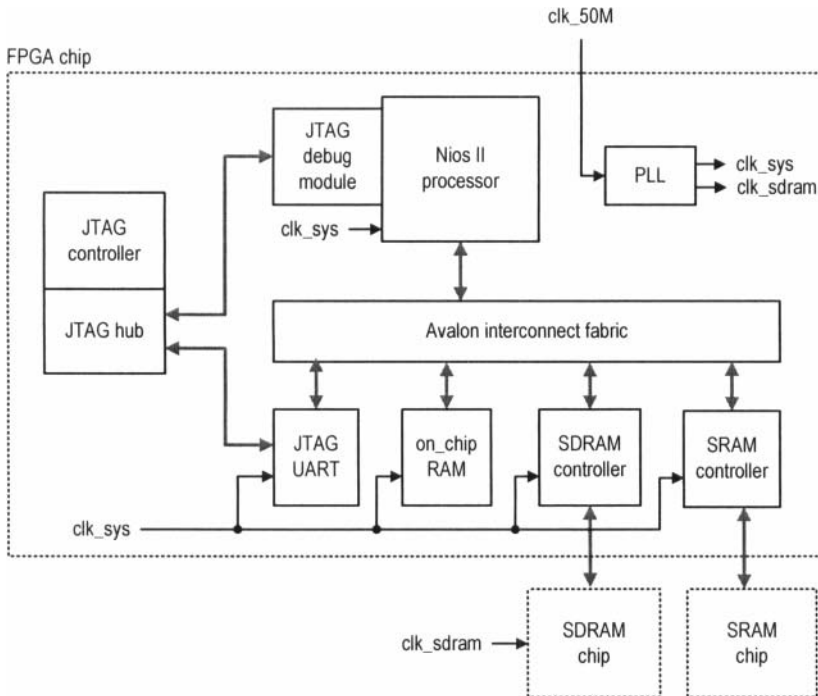 clk_50M
FPGA chip
JTAG
debug
module
Nios II
processor
PLL
clk_sys
clk_sdram
clk_sys
JTAG
controller
JTAG hub
Avalon interconnect fabric
JTAG
UART
on_chip
RAM
SDRAM
controller
SRAM
controller
clk_sys
clk_sdram
SDRAM
chip
SRAM
chip